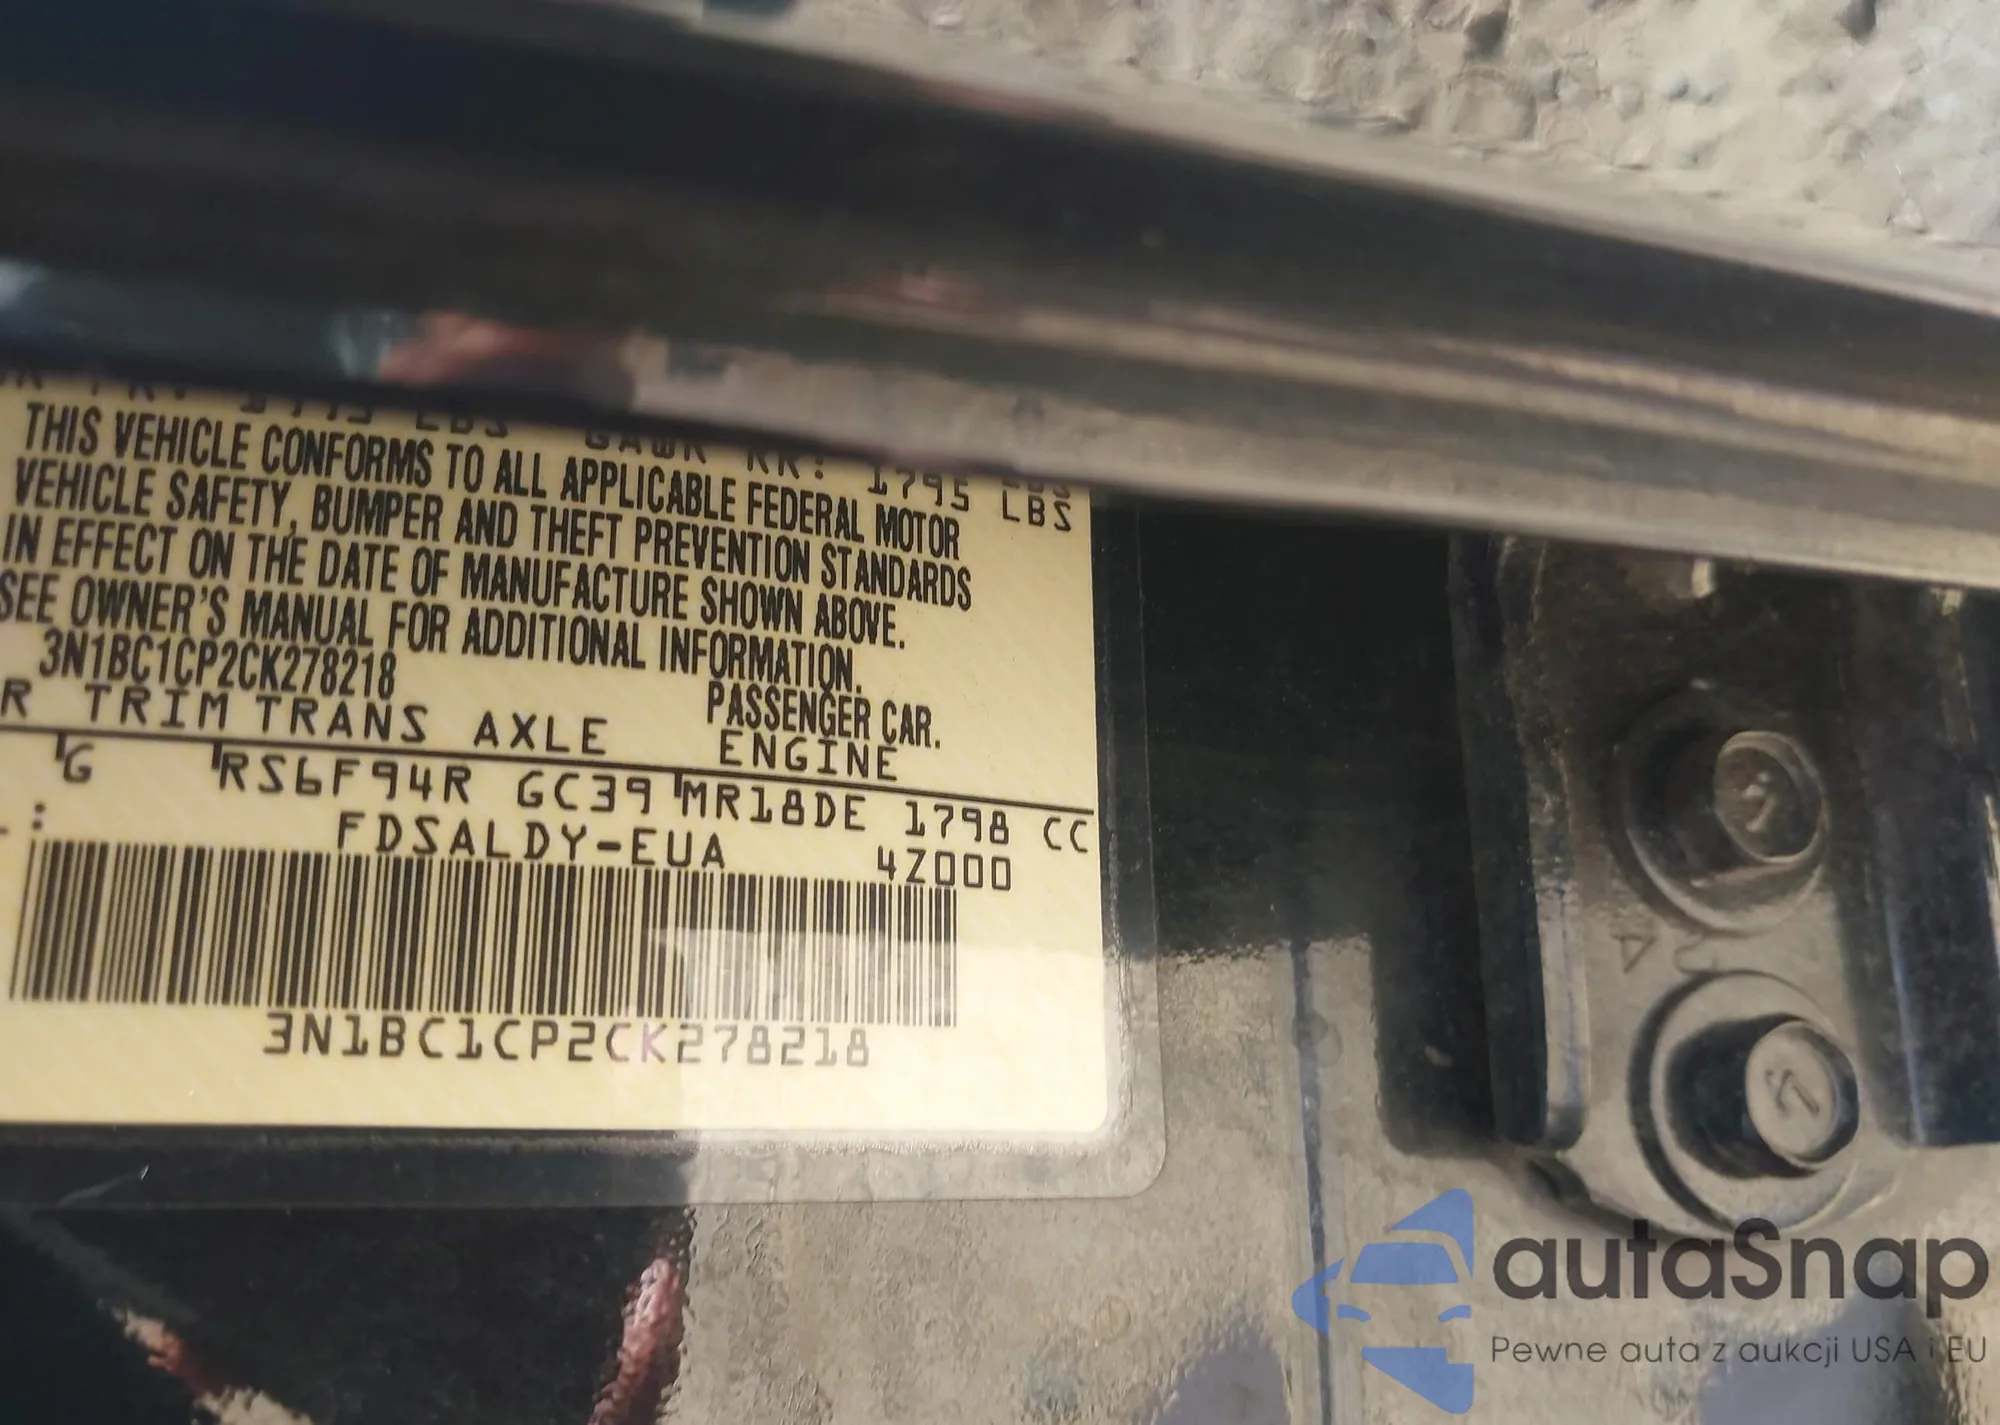 1795 LBS
THIS VEHICLE CONFORMS TO ALL APPLICABLE FEDERAL MOTOR
VEHICLE SAFETY, BUMPER AND THEFT PREVENTION STANDARDS
IN EFFECT ON THE DATE OF MANUFACTURE SHOWN ABOVE.
SEE OWNER'S MANUAL FOR ADDITIONAL INFORMATION.
3N1BC1CP2CK278218 PASSENGER CAR.
R TRIM TRANS AXLE ENGINE
G RS6F94R GC39 MR18DE 1798 CC
: FDSALDY-EUA 4Z000
3N1BC1CP2CK278218
autaSnap
Pewne auta z aukcji USA i EU